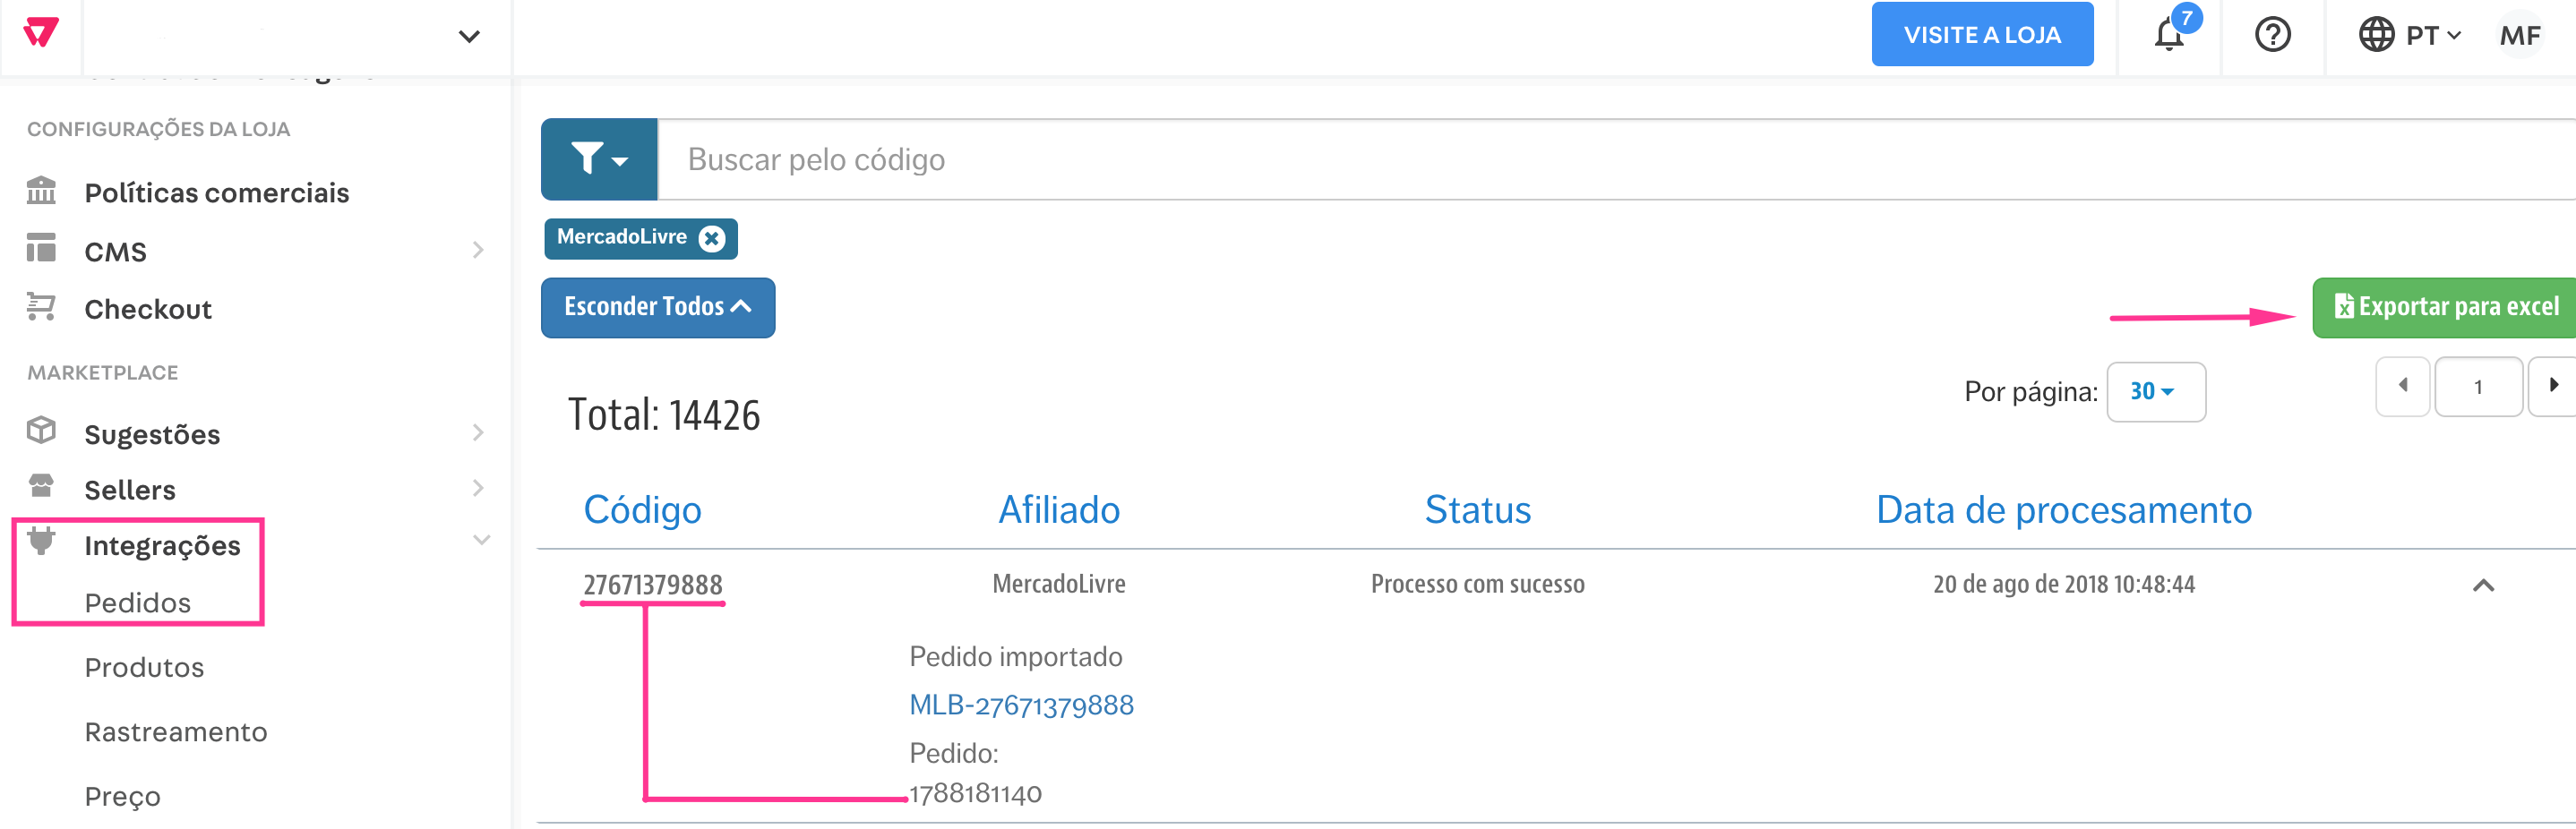 VISITE A LOJA
7
PT
MF
CONFIGURAÇÕES DA LOJA
Políticas comerciais
CMS
Checkout
MARKETPLACE
Sugestões
Sellers
Integrações
Pedidos
Produtos
Rastreamento
Preço
Buscar pelo código
MercadoLivre
Esconder Todos
Exportar para excel
Por página: 30
1
Total: 14426
Código Afiliado Status Data de procesamento
27671379888 MercadoLivre Processo com sucesso 20 de ago de 2018 10:48:44
Pedido importado
MLB-27671379888
Pedido:
1788181140